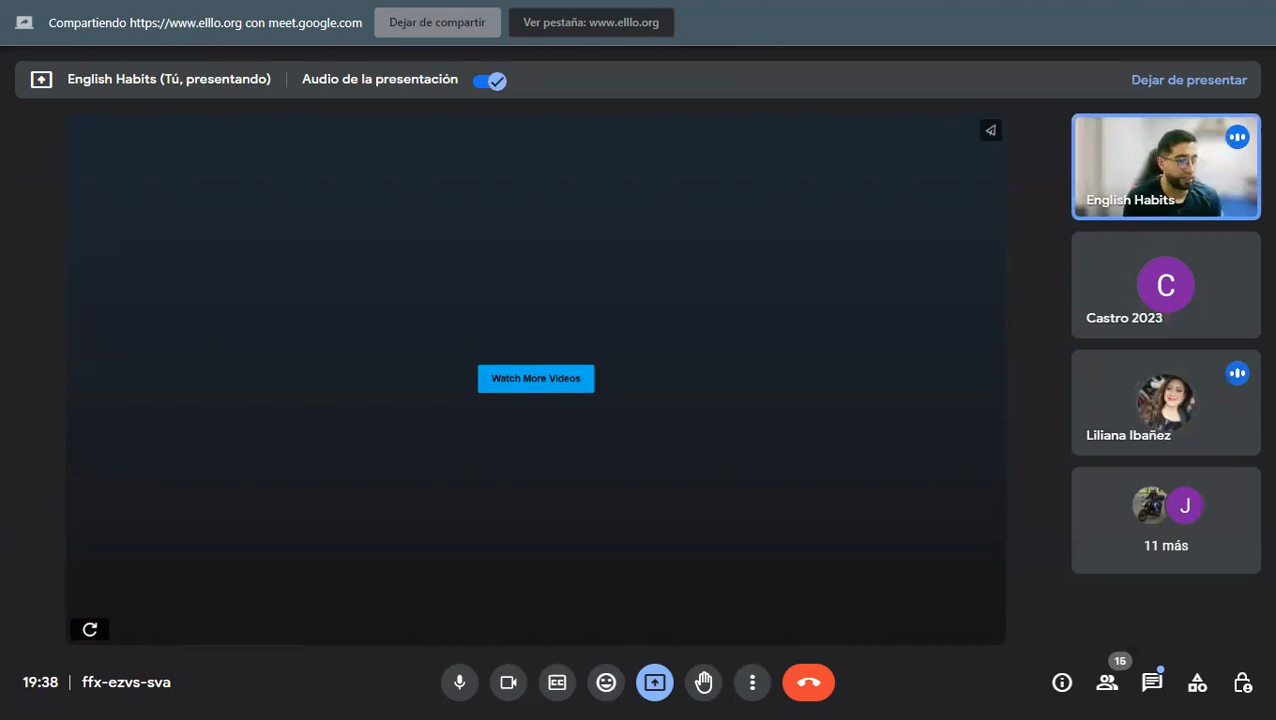 Compartiendo https://www.elllo.org con meet.google.com
Dejar de compartir
Ver pestaña: www.elllo.org
English Habits (Tú, presentando)
Audio de la presentación
Dejar de presentar
English Habits
C
Castro 2023
Watch More Videos
Liliana Ibañez
J
11 más
19:38
ffx-ezvs-sva
15